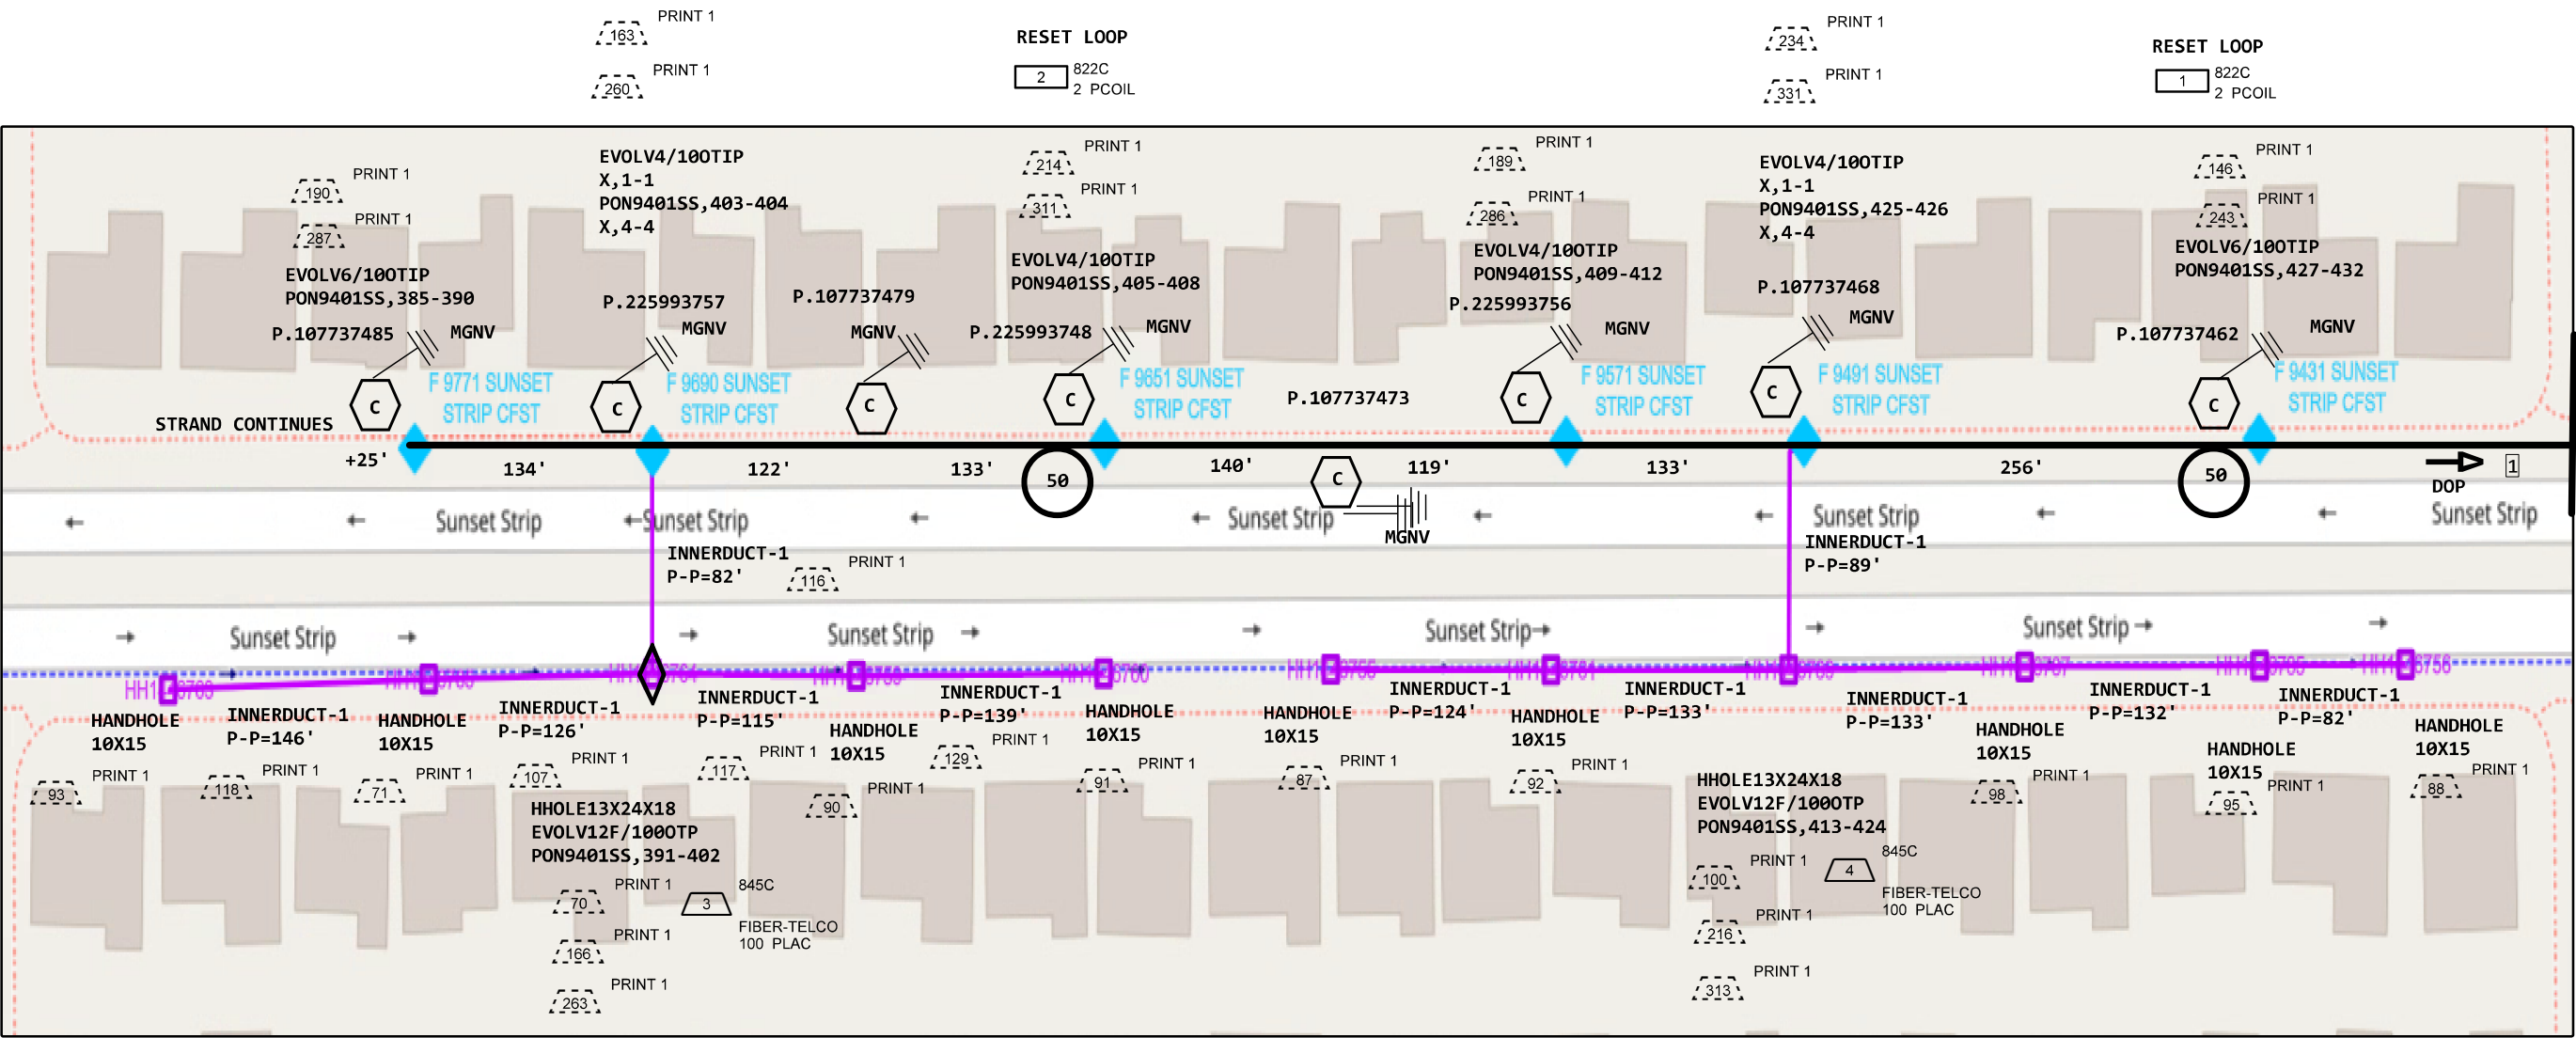 PRINT 1
163
PRINT 1
260
RESET LOOP
2
822C
2 PCOIL
PRINT 1
234
PRINT 1
331
RESET LOOP
1
822C
2 PCOIL
PRINT 1
190
PRINT 1
287
EVOLV6/100TIP
PON9401SS,385-390
P.107737485
MGNV
C
F 9771 SUNSET
STRIP CFST
EVOLV4/100TIP
X,1-1
PON9401SS,403-404
X,4-4
P.225993757
MGNV
C
F 9690 SUNSET
STRIP CFST
P.107737479
MGNV
C
PRINT 1
214
PRINT 1
311
EVOLV4/100TIP
PON9401SS,405-408
P.225993748
MGNV
C
F 9651 SUNSET
STRIP CFST
P.107737473
PRINT 1
189
PRINT 1
286
EVOLV4/100TIP
PON9401SS,409-412
P.225993756
MGNV
C
F 9571 SUNSET
STRIP CFST
EVOLV4/100TIP
X,1-1
PON9401SS,425-426
X,4-4
P.107737468
MGNV
C
F 9491 SUNSET
STRIP CFST
PRINT 1
146
PRINT 1
243
EVOLV6/100TIP
PON9401SS,427-432
P.107737462
MGNV
C
F 9431 SUNSET
STRIP CFST
STRAND CONTINUES
+25'
134'
122'
133'
50
140'
C
119'
133'
256'
50
1
DOP
MGNV
Sunset Strip
Sunset Strip
Sunset Strip
Sunset Strip
Sunset Strip
INNERDUCT-1
P-P=82'
PRINT 1
116
INNERDUCT-1
P-P=89'
Sunset Strip
Sunset Strip
Sunset Strip
Sunset Strip
HANDHOLE
10X15
INNERDUCT-1
P-P=146'
HANDHOLE
10X15
INNERDUCT-1
P-P=126'
INNERDUCT-1
P-P=115'
HANDHOLE
10X15
INNERDUCT-1
P-P=139'
HANDHOLE
10X15
HANDHOLE
10X15
INNERDUCT-1
P-P=124'
HANDHOLE
10X15
INNERDUCT-1
P-P=133'
INNERDUCT-1
P-P=133'
HANDHOLE
10X15
INNERDUCT-1
P-P=132'
HANDHOLE
10X15
INNERDUCT-1
P-P=82'
HANDHOLE
10X15
PRINT 1
93
PRINT 1
118
PRINT 1
71
PRINT 1
107
PRINT 1
117
PRINT 1
90
PRINT 1
129
PRINT 1
91
PRINT 1
87
PRINT 1
92
PRINT 1
98
PRINT 1
95
PRINT 1
88
HHOLE13X24X18
EVOLV12F/100OTP
PON9401SS,391-402
PRINT 1
70
3
845C
FIBER-TELCO
100 PLAC
PRINT 1
166
PRINT 1
263
HHOLE13X24X18
EVOLV12F/100OTP
PON9401SS,413-424
PRINT 1
100
4
845C
FIBER-TELCO
100 PLAC
PRINT 1
216
PRINT 1
313